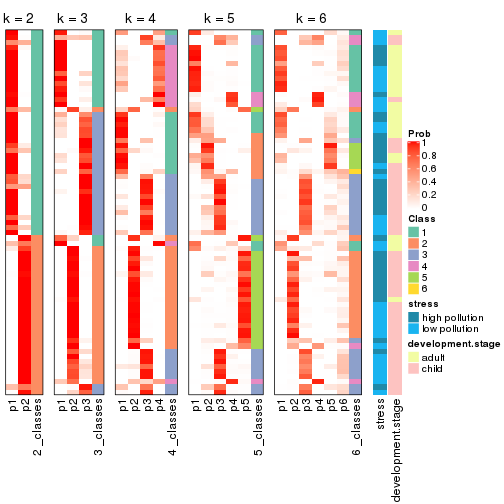 k = 2
k = 3
k = 4
k = 5
k = 6
p1
p2
2_classes
p1
p2
p3
3_classes
p1
p2
p3
p4
4_classes
p1
p2
p3
p4
p5
5_classes
p1
p2
p3
p4
p5
p6
6_classes
stress
development.stage
Prob
1
0.8
0.6
0.4
0.2
0
Class
1
2
3
4
5
6
stress
high pollution
low pollution
development.stage
adult
child